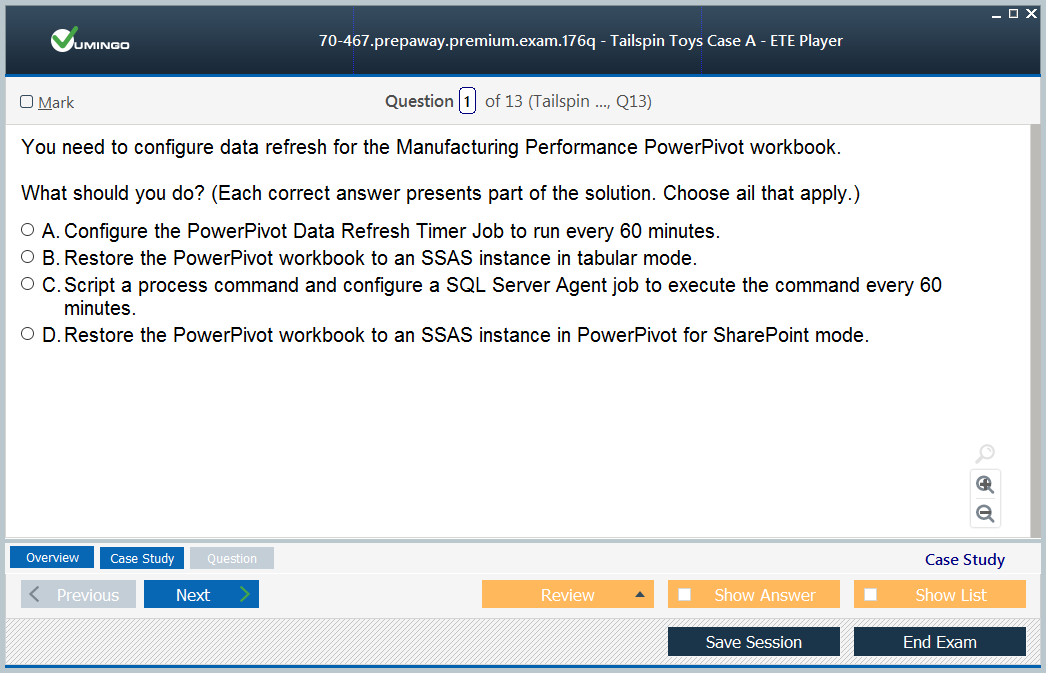 VUMINGO
70-467.prepaway.premium.exam.176q - Tailspin Toys Case A - ETE Player
Mark
Question 1 of 13 (Tailspin ..., Q13)
You need to configure data refresh for the Manufacturing Performance PowerPivot workbook.
What should you do? (Each correct answer presents part of the solution. Choose ail that apply.)
A. Configure the PowerPivot Data Refresh Timer Job to run every 60 minutes.
B. Restore the PowerPivot workbook to an SSAS instance in tabular mode.
C. Script a process command and configure a SQL Server Agent job to execute the command every 60
minutes.
D. Restore the PowerPivot workbook to an SSAS instance in PowerPivot for SharePoint mode.
Overview Case Study Question Case Study
Previous Next Review Show Answer Show List
Save Session End Exam